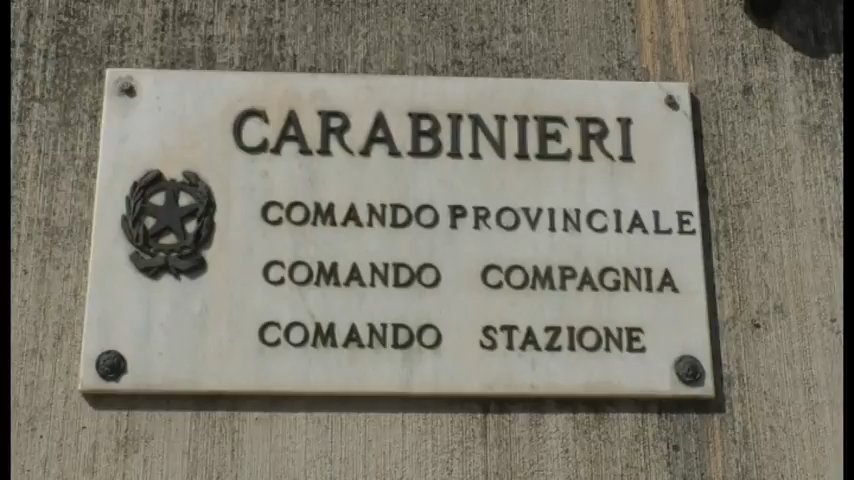 CARABINIERI
COMANDO PROVINCIALE
COMANDO COMPAGNIA
COMANDO STAZIONE